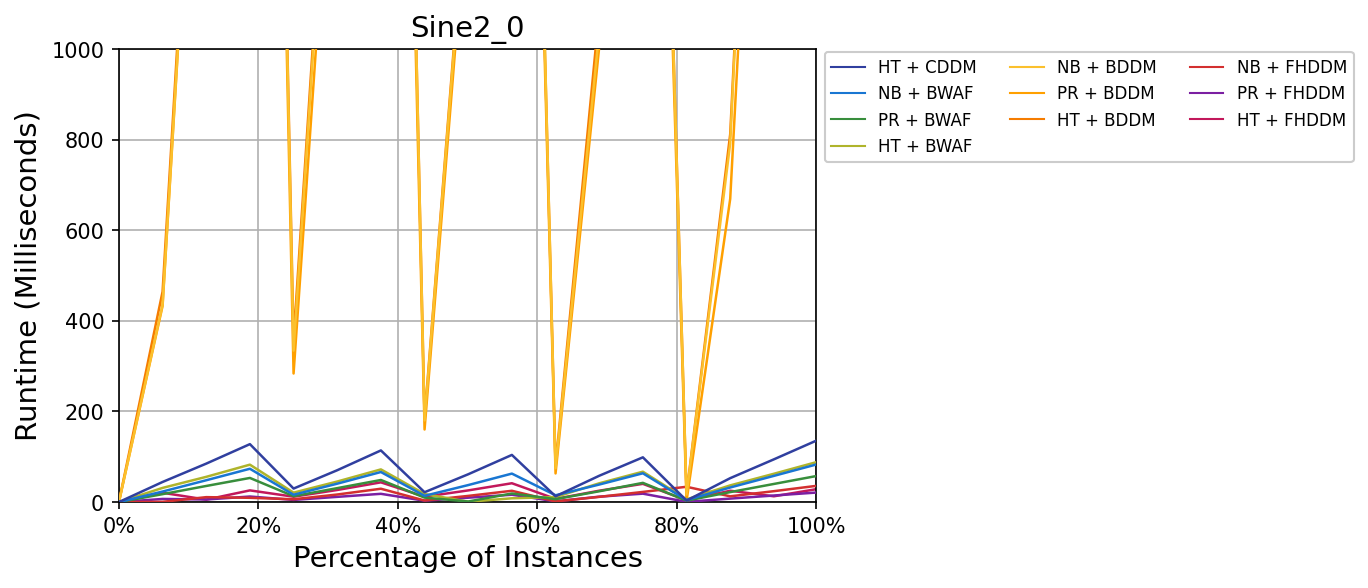 Sine2_0
Runtime (Milliseconds)
1000
800
600
400
200
0
0%
20%
40%
60%
80%
100%
Percentage of Instances
HT + CDDM
NB + BWAF
PR + BWAF
HT + BWAF
NB + BDDM
PR + BDDM
HT + BDDM
NB + FHDDM
PR + FHDDM
HT + FHDDM